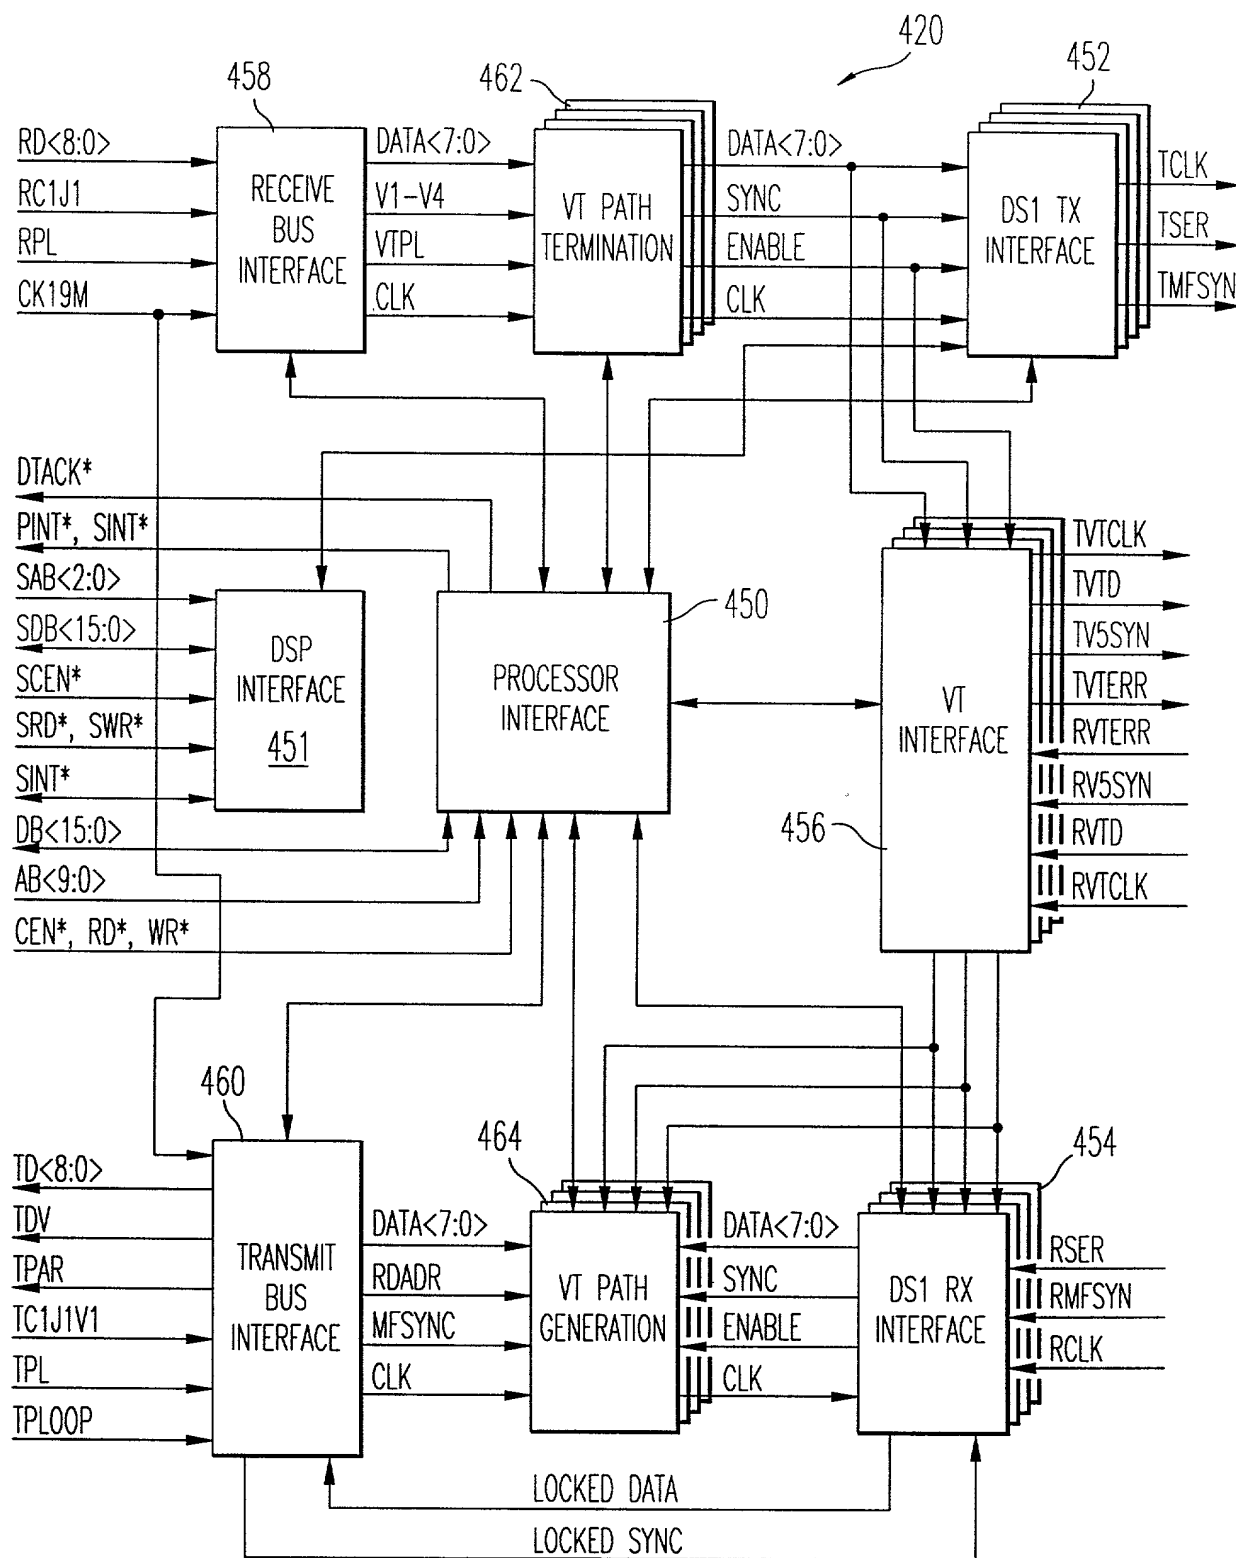 420
458
462
452
RD<8:0>
RC1J1
RPL
CK19M
RECEIVE
BUS
INTERFACE
DATA<7:0>
V1-V4
VTPL
CLK
VT PATH
TERMINATION
DATA<7:0>
SYNC
ENABLE
CLK
DS1 TX
INTERFACE
TCLK
TSER
TMFSYN
DTACK*
PINT*, SINT*
SAB<2:0>
SDB<15:0>
SCEN*
SRD*, SWR*
SINT*
DB<15:0>
AB<9:0>
CEN*, RD*, WR*
DSP
INTERFACE
451
450
PROCESSOR
INTERFACE
VT
INTERFACE
456
TVTCLK
TVTD
TV5SYN
TVTERR
RVTERR
RV5SYN
RVTD
RVTCLK
460
464
454
TD<8:0>
TDV
TPAR
TC1J1V1
TPL
TPLOOP
TRANSMIT
BUS
INTERFACE
DATA<7:0>
RDADR
MFSYNC
CLK
VT PATH
GENERATION
DATA<7:0>
SYNC
ENABLE
CLK
DS1 RX
INTERFACE
RSER
RMFSYN
RCLK
LOCKED DATA
LOCKED SYNC